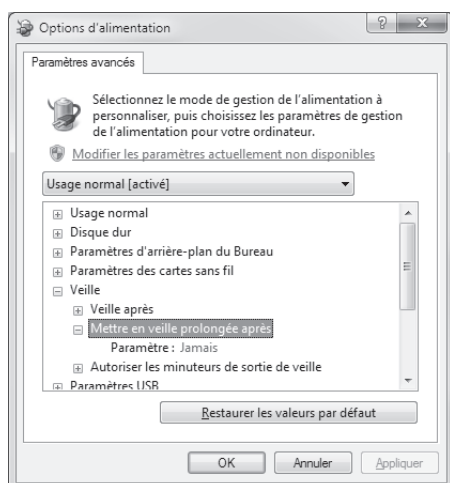 Options d'alimentation
Paramètres avancés
Sélectionnez le mode de gestion de l'alimentation à
personnaliser, puis choisissez les paramètres de gestion
de l'alimentation pour votre ordinateur.
Modifier les paramètres actuellement non disponibles
Usage normal [activé]
Usage normal
Disque dur
Paramètres d'arrière-plan du Bureau
Paramètres des cartes sans fil
Veille
Veille après
Mettre en veille prolongée après
Paramètre : Jamais
Autoriser les minuteurs de sortie de veille
Paramètres USB
Restaurer les valeurs par défaut
OK Annuler Appliquer